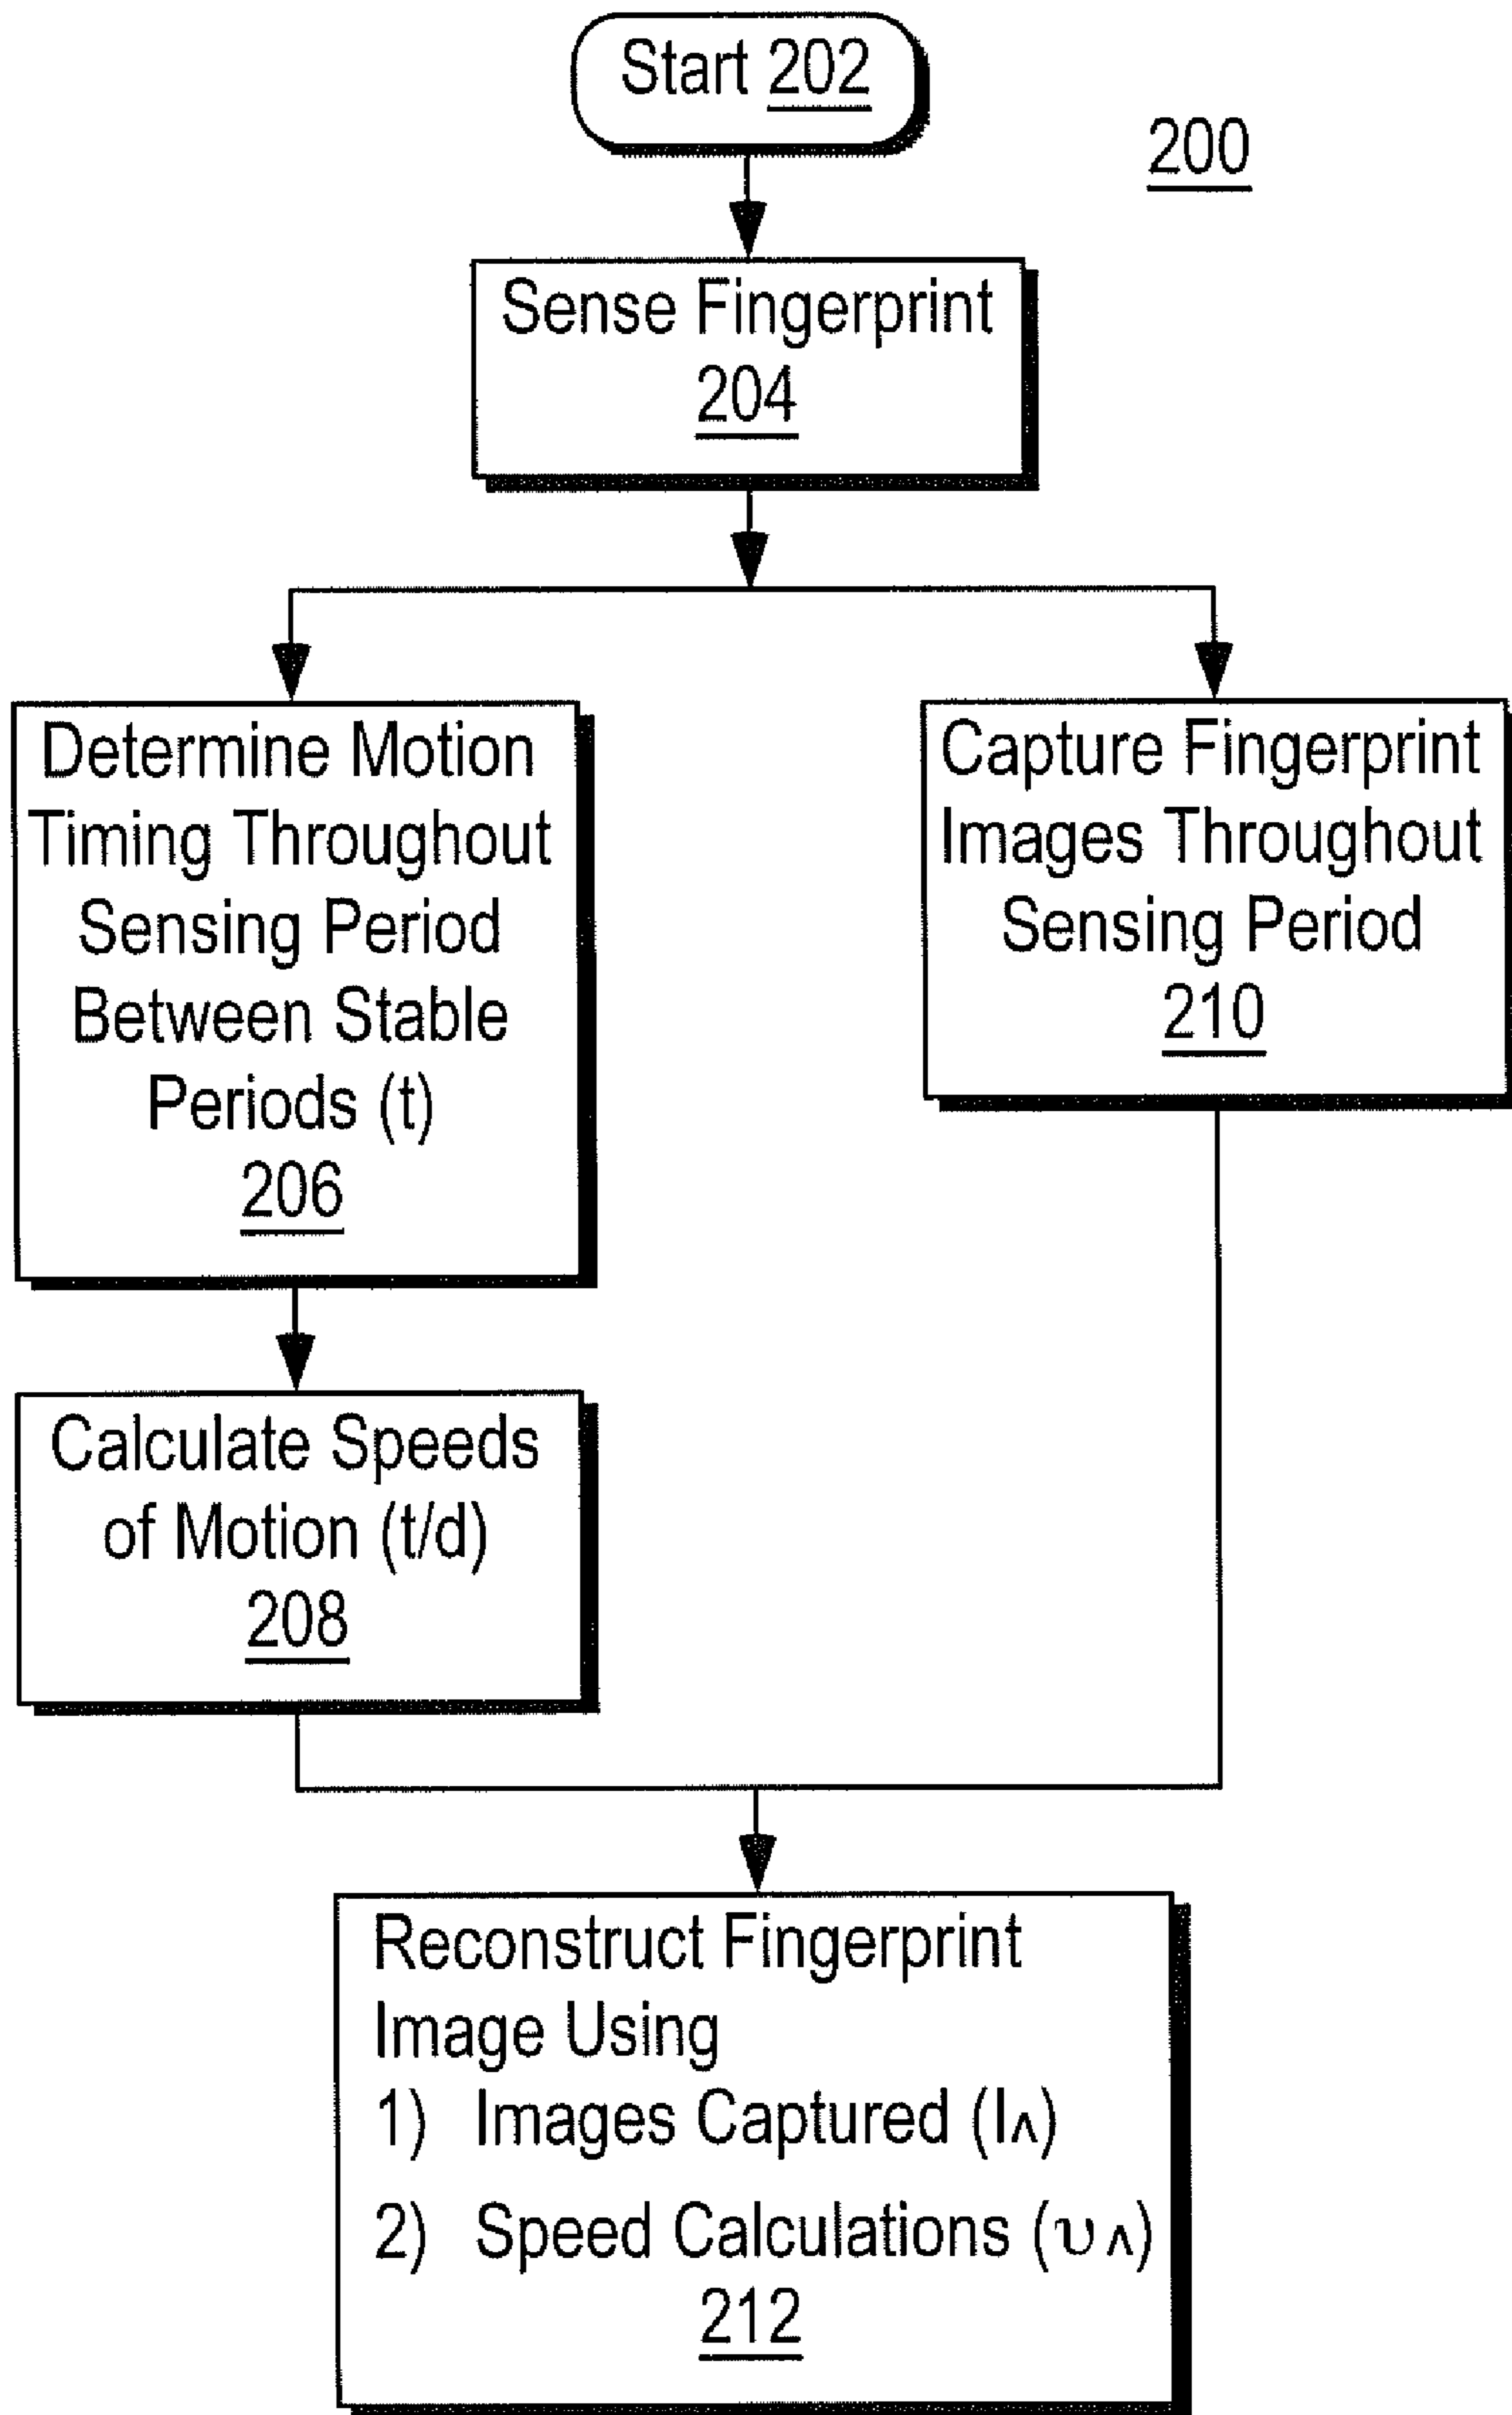 Start 202
200
Sense Fingerprint
204
Determine Motion
Timing Throughout
Sensing Period
Between Stable
Periods (t)
206
Capture Fingerprint
Images Throughout
Sensing Period
210
Calculate Speeds
of Motion (t/d)
208
Reconstruct Fingerprint
Image Using
1) Images Captured (I∧)
2) Speed Calculations (υ∧)
212